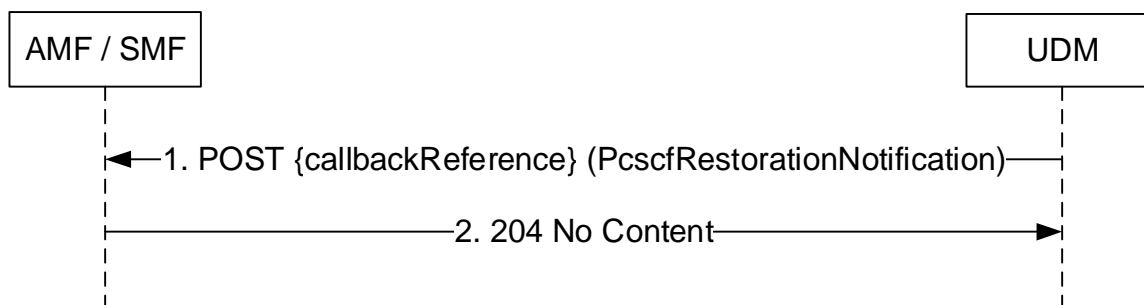 AMF / SMF
UDM
1. POST {callbackReference} (PcscfRestorationNotification)
2. 204 No Content